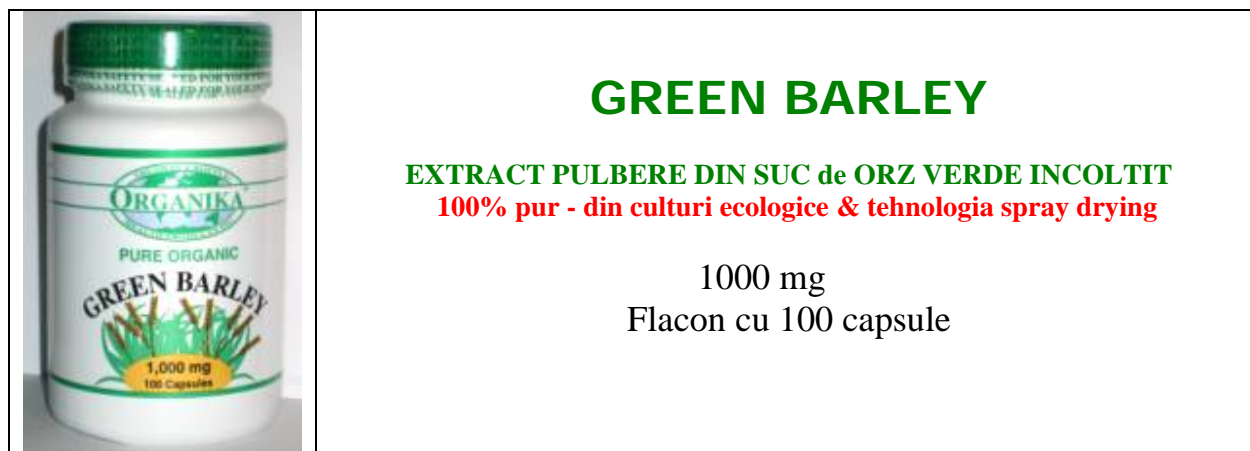 ORGANIKA
PURE ORGANIC
GREEN BARLEY
1,000 mg
100 Capsules
GREEN BARLEY
EXTRACT PULBERE DIN SUC de ORZ VERDE INCOLTIT
100% pur - din culturi ecologice & tehnologia spray drying
1000 mg
Flacon cu 100 capsule